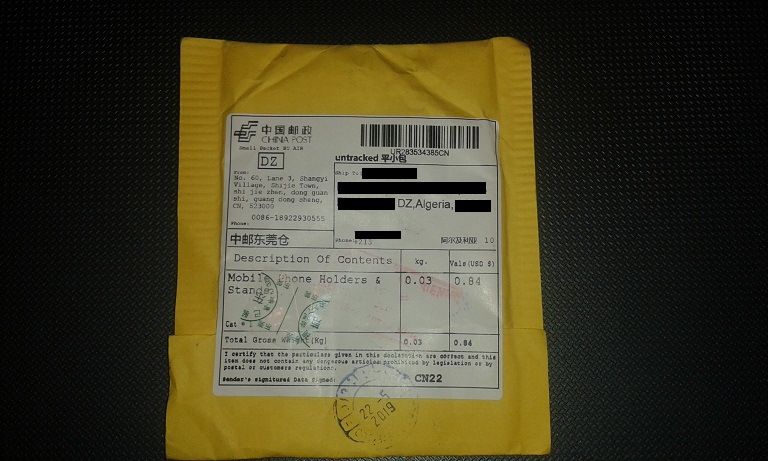 中国邮政
CHINA POST
Small Packet BY AIR
DZ
UR283534385CN
untracked 平小包
From:
No. 60, Lane 3, Shangyi
Village, Shijie Town,
shi jie zhen, dong guan
shi, guang dong sheng,
CN, 523000
0086-18922930555
Phone:
Ship To:
DZ,Algeria,
Phone: +213
阿尔及利亚 10
中邮东莞仓
Description Of Contents kg. Vals(USD $)
Mobile Phone Holders & 0.03 0.84
Stands
Cst #
Total Gross Weight(Kg) 0.03 0.84
I certify that the particulars given in this declaration are correct and this
item does not contain any dangerous articles prohibited by legislation or by
postal or customs regulations.
Sender's signiture& Data Signed: CN22
22-5
2019